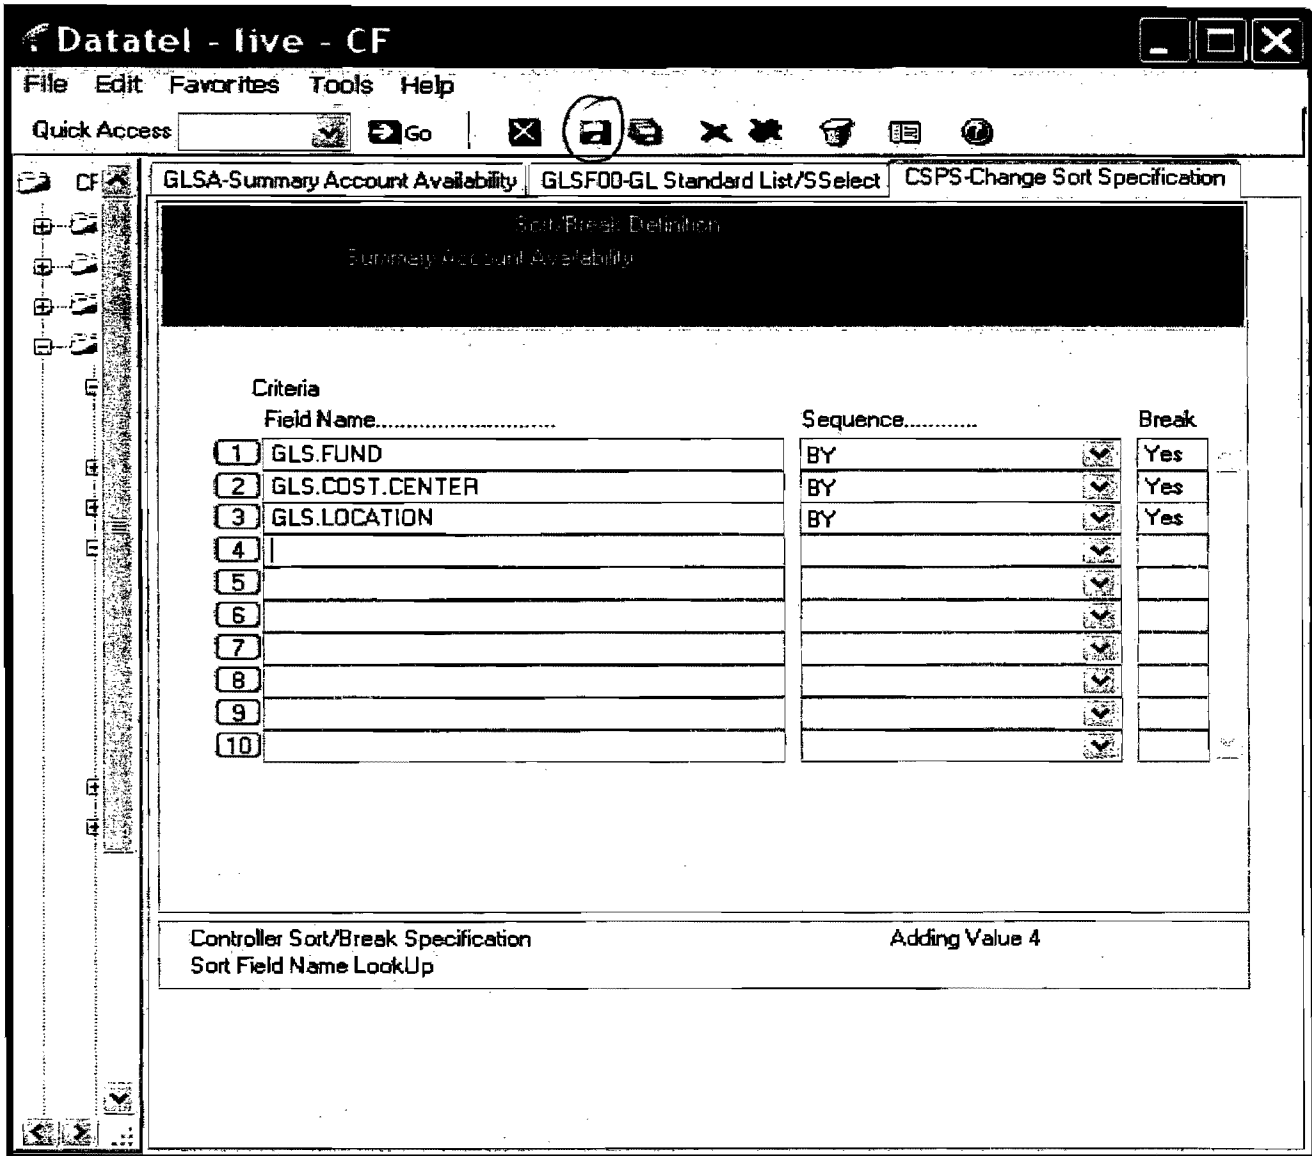 Datatel - live - CF
File Edit Favorites Tools Help
Quick Access Go
CF
GLSA-Summary Account Availability GLSF00-GL Standard List/SSelect CSPS-Change Sort Specification
Sort/Break Definition
Summary Account Availability
Criteria
Field Name............................ Sequence............ Break
1 GLS.FUND BY Yes
2 GLS.COST.CENTER BY Yes
3 GLS.LOCATION BY Yes
4
5
6
7
8
9
10
Controller Sort/Break Specification Adding Value 4
Sort Field Name LookUp